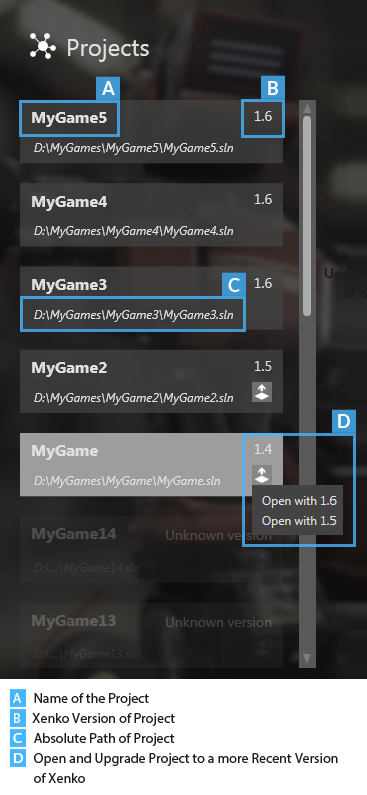 Projects
A
B
MyGame5 1.6
D:\MyGames\MyGame5\MyGame5.sln
MyGame4 1.6
D:\MyGames\MyGame4\MyGame4.sln
MyGame3 C 1.6
D:\MyGames\MyGame3\MyGame3.sln
MyGame2 1.5
D:\MyGames\MyGame2\MyGame2.sln
D
MyGame 1.4
D:\MyGames\MyGame\MyGame.sln
Open with 1.6
Open with 1.5
MyGame14 Unknown version
D:\...\MyGame14.sln
MyGame13 Unknown version
D:\...\MyGame13.sln
A Name of the Project
B Xenko Version of Project
C Absolute Path of Project
D Open and Upgrade Project to a more Recent Version
of Xenko